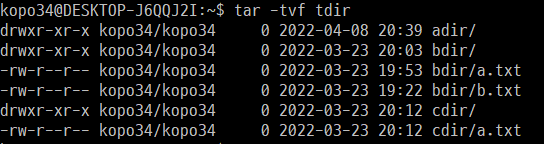 kopo34@DESKTOP-J6QQJ2I:~$ tar -tvf tdir
drwxr-xr-x kopo34/kopo34 0 2022-04-08 20:39 adir/
drwxr-xr-x kopo34/kopo34 0 2022-03-23 20:03 bdir/
-rw-r--r-- kopo34/kopo34 0 2022-03-23 19:53 bdir/a.txt
-rw-r--r-- kopo34/kopo34 0 2022-03-23 19:22 bdir/b.txt
drwxr-xr-x kopo34/kopo34 0 2022-03-23 20:12 cdir/
-rw-r--r-- kopo34/kopo34 0 2022-03-23 20:12 cdir/a.txt